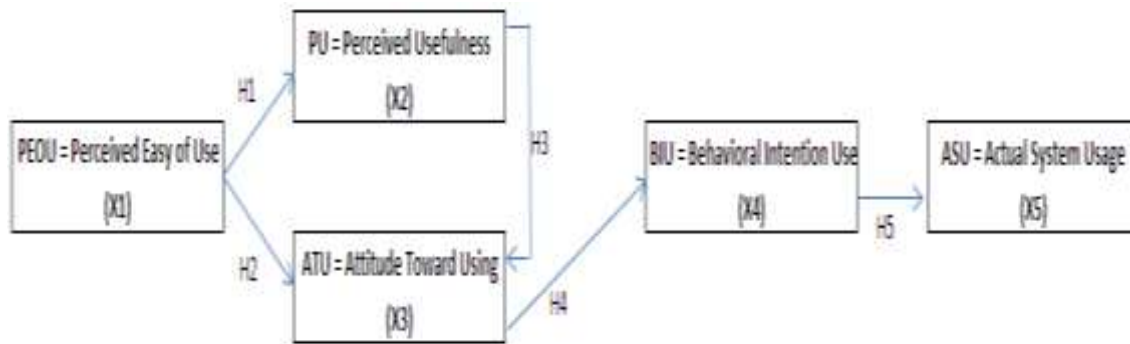 PU = Perceived Usefulness
(X2)
H1
H3
PEOU = Perceived Easy of Use
(X1)
BIU = Behavioral Intention Use
(X4)
ASU = Actual System Usage
(X5)
H5
H2
ATU = Attitude Toward Using
(X3)
H4